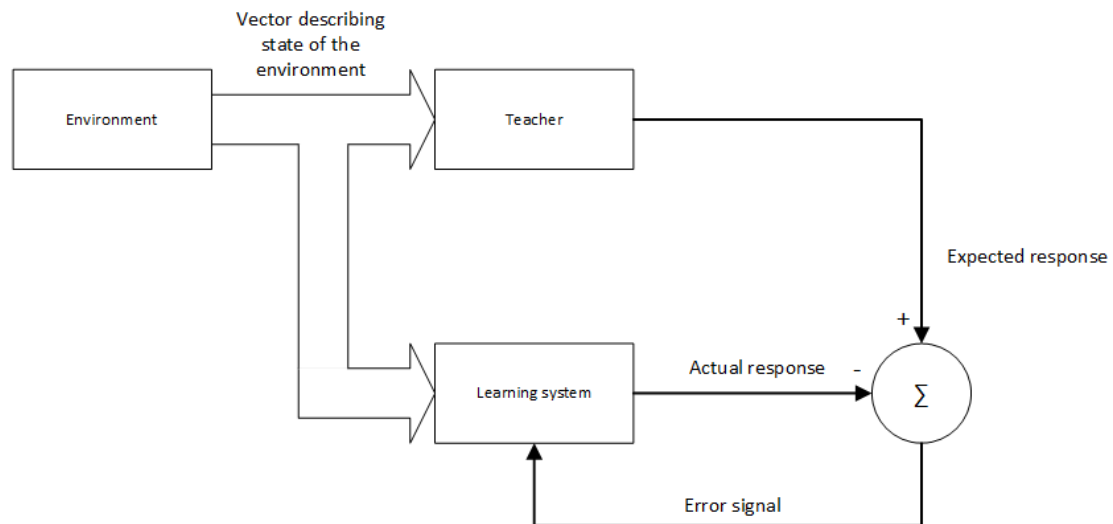 Vector describing
state of the
environment
Environment
Teacher
Expected response
+
Actual response
-
Learning system
∑
Error signal